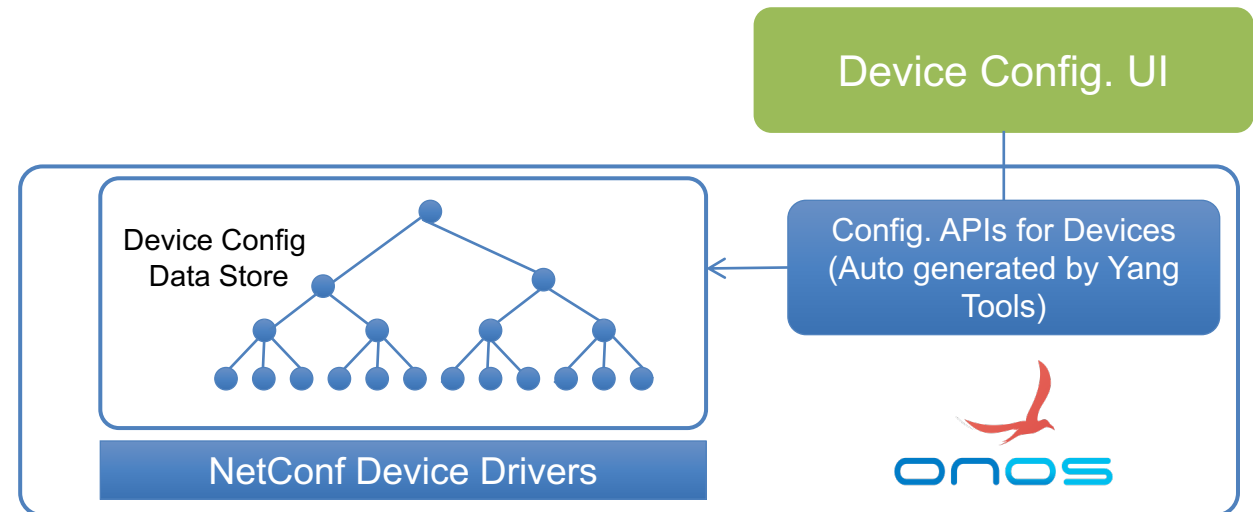 Device Config. UI
Device Config
Data Store
Config. APIs for Devices
(Auto generated by Yang
Tools)
NetConf Device Drivers
onos